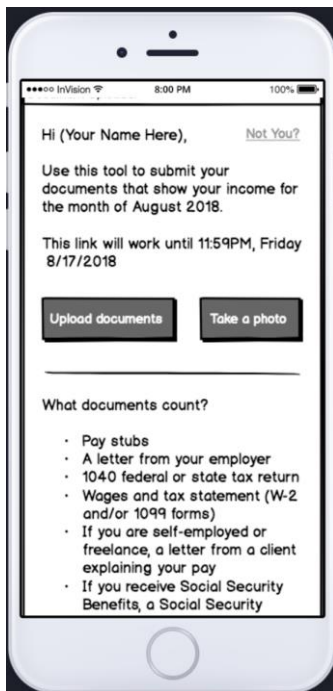 InVision 8:00 PM 100%
Hi (Your Name Here), Not You?
Use this tool to submit your
documents that show your income for
the month of August 2018.
This link will work until 11:59PM, Friday
8/17/2018
Upload documents Take a photo
What documents count?
· Pay stubs
· A letter from your employer
· 1040 federal or state tax return
· Wages and tax statement (W-2
and/or 1099 forms)
· If you are self-employed or
freelance, a letter from a client
explaining your pay
· If you receive Social Security
Benefits, a Social Security